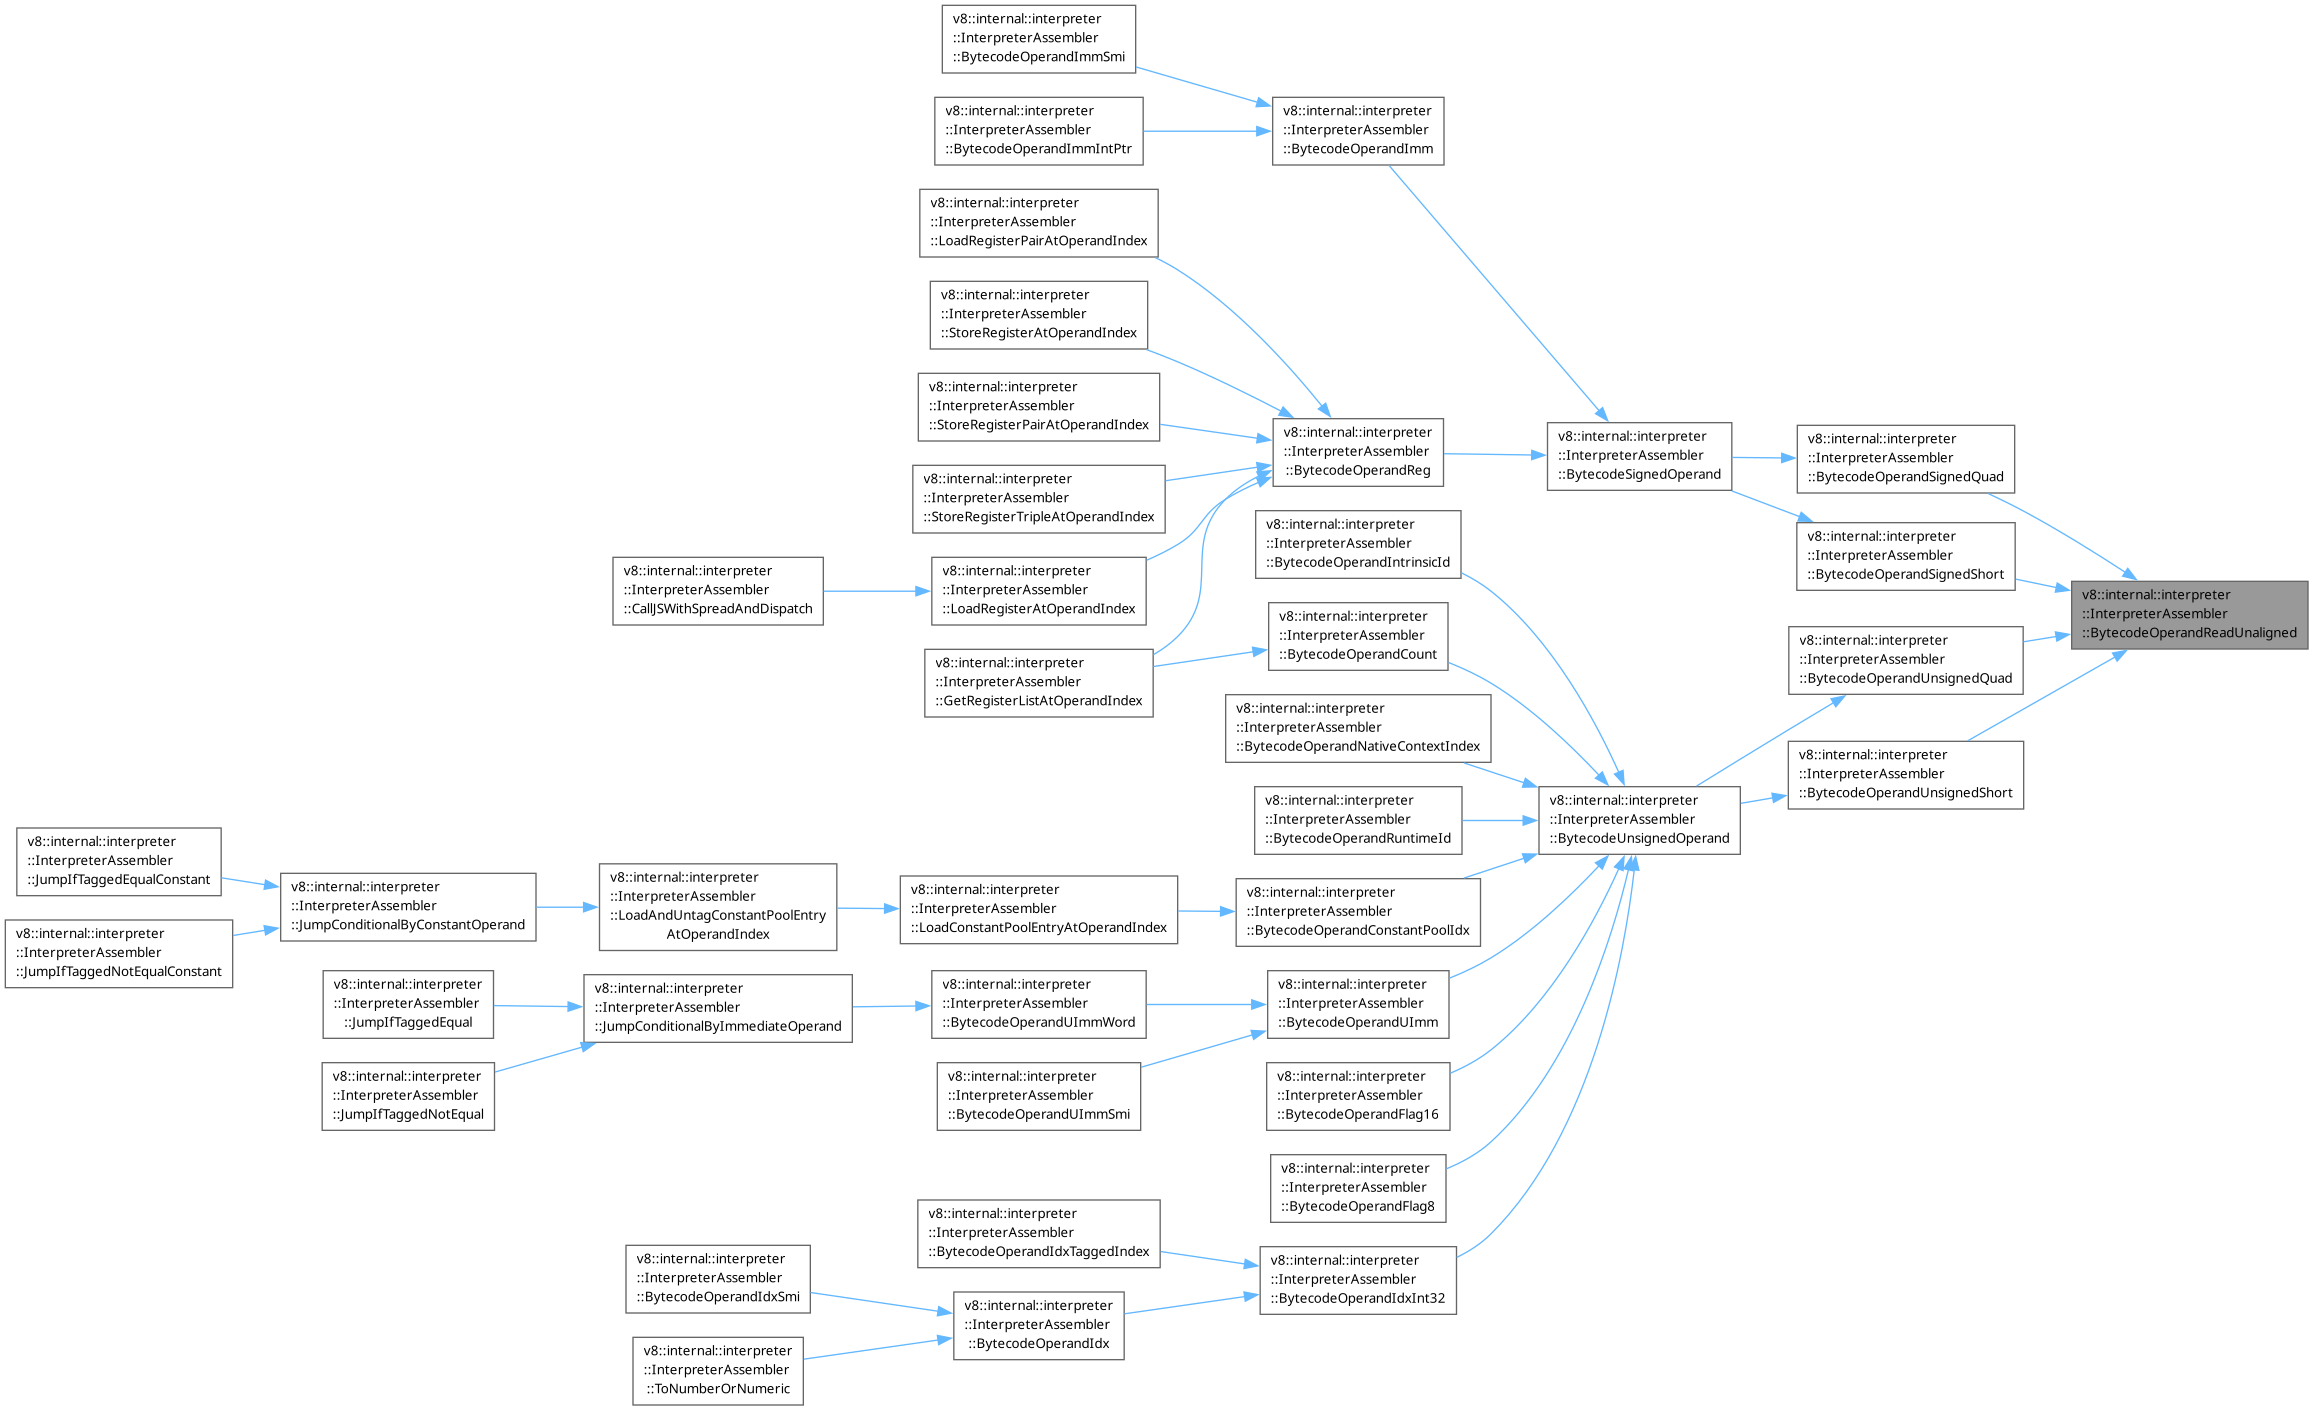 v8::internal::interpreter
::InterpreterAssembler
::BytecodeOperandImmSmi
v8::internal::interpreter
::InterpreterAssembler
::BytecodeOperandImmIntPtr
v8::internal::interpreter
::InterpreterAssembler
::BytecodeOperandImm
v8::internal::interpreter
::InterpreterAssembler
::LoadRegisterPairAtOperandIndex
v8::internal::interpreter
::InterpreterAssembler
::StoreRegisterAtOperandIndex
v8::internal::interpreter
::InterpreterAssembler
::StoreRegisterPairAtOperandIndex
v8::internal::interpreter
::InterpreterAssembler
::BytecodeOperandReg
v8::internal::interpreter
::InterpreterAssembler
::BytecodeSignedOperand
v8::internal::interpreter
::InterpreterAssembler
::BytecodeOperandSignedQuad
v8::internal::interpreter
::InterpreterAssembler
::StoreRegisterTripleAtOperandIndex
v8::internal::interpreter
::InterpreterAssembler
::BytecodeOperandIntrinsicId
v8::internal::interpreter
::InterpreterAssembler
::BytecodeOperandSignedShort
v8::internal::interpreter
::InterpreterAssembler
::CallJSWithSpreadAndDispatch
v8::internal::interpreter
::InterpreterAssembler
::LoadRegisterAtOperandIndex
v8::internal::interpreter
::InterpreterAssembler
::BytecodeOperandReadUnaligned
v8::internal::interpreter
::InterpreterAssembler
::BytecodeOperandCount
v8::internal::interpreter
::InterpreterAssembler
::BytecodeOperandUnsignedQuad
v8::internal::interpreter
::InterpreterAssembler
::GetRegisterListAtOperandIndex
v8::internal::interpreter
::InterpreterAssembler
::BytecodeOperandNativeContextIndex
v8::internal::interpreter
::InterpreterAssembler
::BytecodeOperandUnsignedShort
v8::internal::interpreter
::InterpreterAssembler
::BytecodeOperandRuntimeId
v8::internal::interpreter
::InterpreterAssembler
::BytecodeUnsignedOperand
v8::internal::interpreter
::InterpreterAssembler
::JumpIfTaggedEqualConstant
v8::internal::interpreter
::InterpreterAssembler
::JumpConditionalByConstantOperand
v8::internal::interpreter
::InterpreterAssembler
::LoadAndUntagConstantPoolEntry
AtOperandIndex
v8::internal::interpreter
::InterpreterAssembler
::LoadConstantPoolEntryAtOperandIndex
v8::internal::interpreter
::InterpreterAssembler
::BytecodeOperandConstantPoolIdx
v8::internal::interpreter
::InterpreterAssembler
::JumpIfTaggedNotEqualConstant
v8::internal::interpreter
::InterpreterAssembler
::JumpIfTaggedEqual
v8::internal::interpreter
::InterpreterAssembler
::JumpConditionalByImmediateOperand
v8::internal::interpreter
::InterpreterAssembler
::BytecodeOperandUImmWord
v8::internal::interpreter
::InterpreterAssembler
::BytecodeOperandUImm
v8::internal::interpreter
::InterpreterAssembler
::JumpIfTaggedNotEqual
v8::internal::interpreter
::InterpreterAssembler
::BytecodeOperandUImmSmi
v8::internal::interpreter
::InterpreterAssembler
::BytecodeOperandFlag16
v8::internal::interpreter
::InterpreterAssembler
::BytecodeOperandFlag8
v8::internal::interpreter
::InterpreterAssembler
::BytecodeOperandIdxTaggedIndex
v8::internal::interpreter
::InterpreterAssembler
::BytecodeOperandIdxSmi
v8::internal::interpreter
::InterpreterAssembler
::BytecodeOperandIdxInt32
v8::internal::interpreter
::InterpreterAssembler
::BytecodeOperandIdx
v8::internal::interpreter
::InterpreterAssembler
::ToNumberOrNumeric